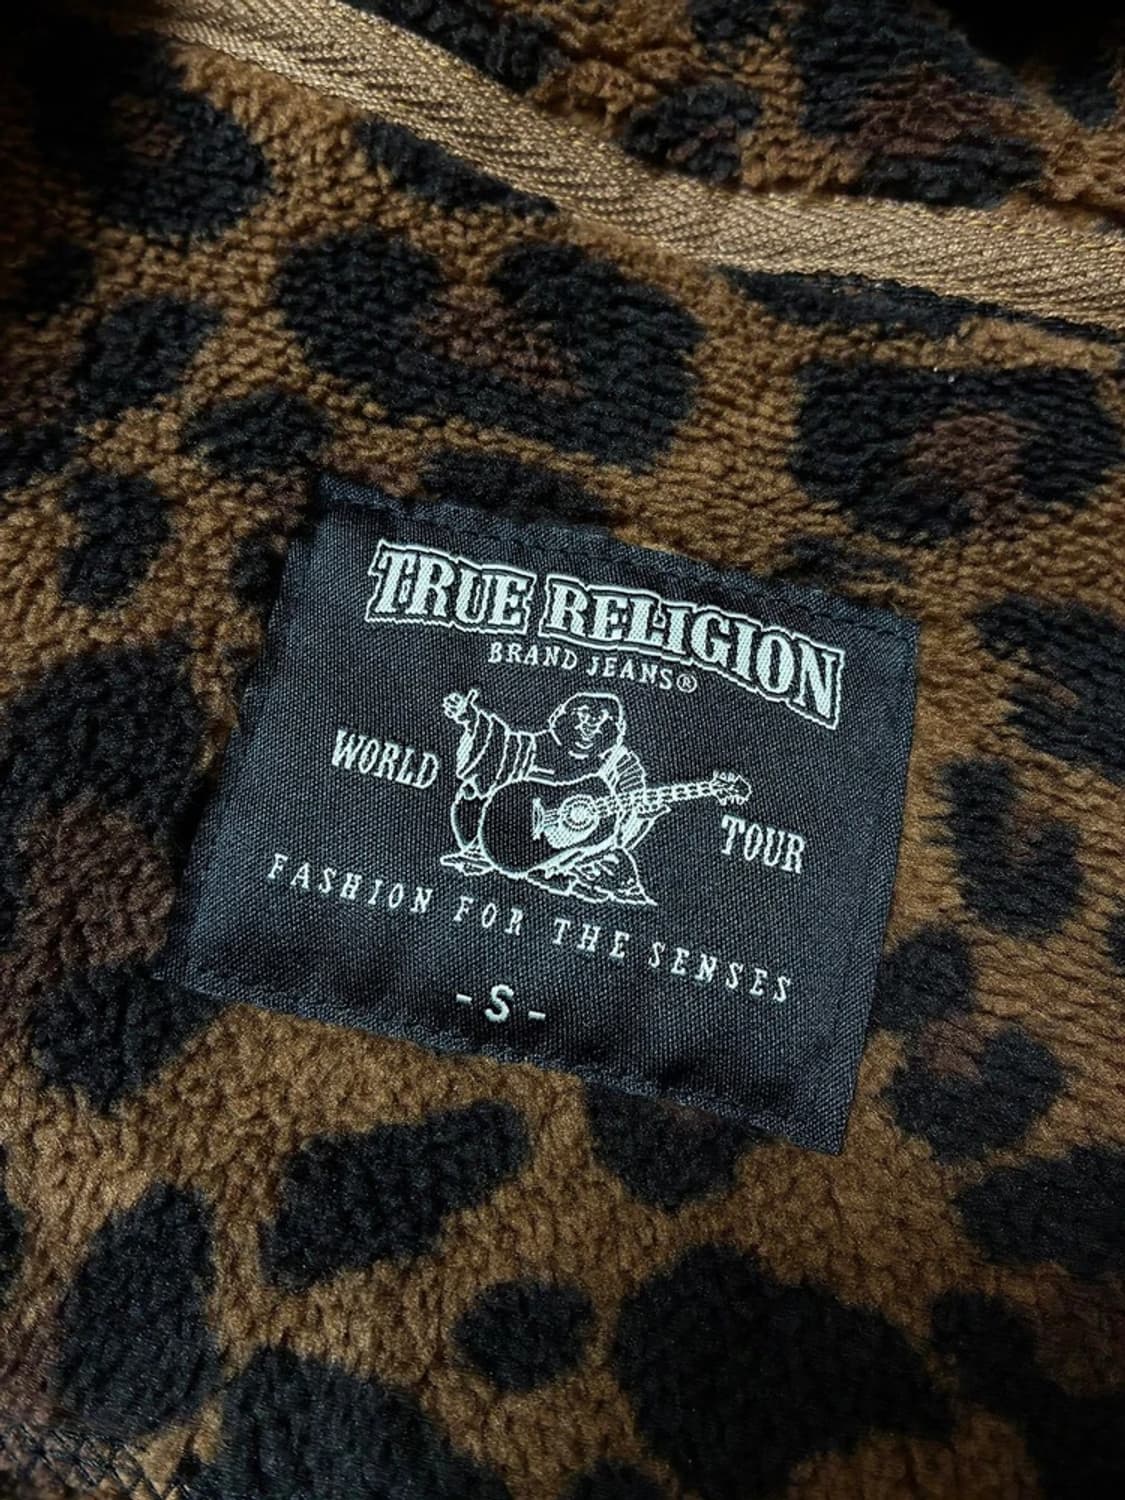 TRUE RELIGION
BRAND JEANS®
WORLD TOUR
FASHION FOR THE SENSES
- S -